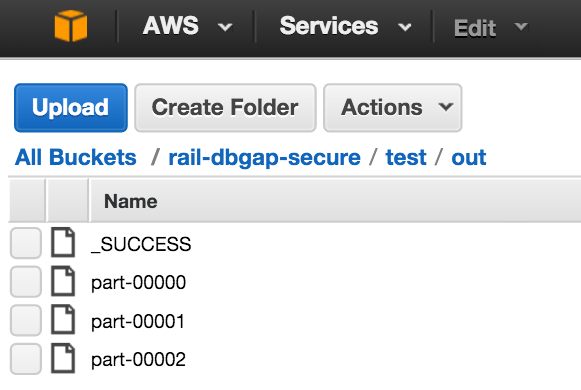 AWS Services Edit
Upload Create Folder Actions
All Buckets / rail-dbgap-secure / test / out
Name
_SUCCESS
part-00000
part-00001
part-00002